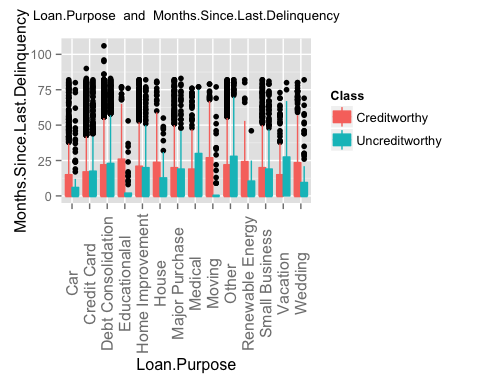 Loan.Purpose and Months.Since.Last.Delinquency
Months.Since.Last.Delinquency
100
75
50
25
0
Car
Credit Card
Debt Consolidation
Educationalal
Home Improvement
House
Major Purchase
Medical
Moving
Other
Renewable Energy
Small Business
Vacation
Wedding
Loan.Purpose
Class
Creditworthy
Uncreditworthy